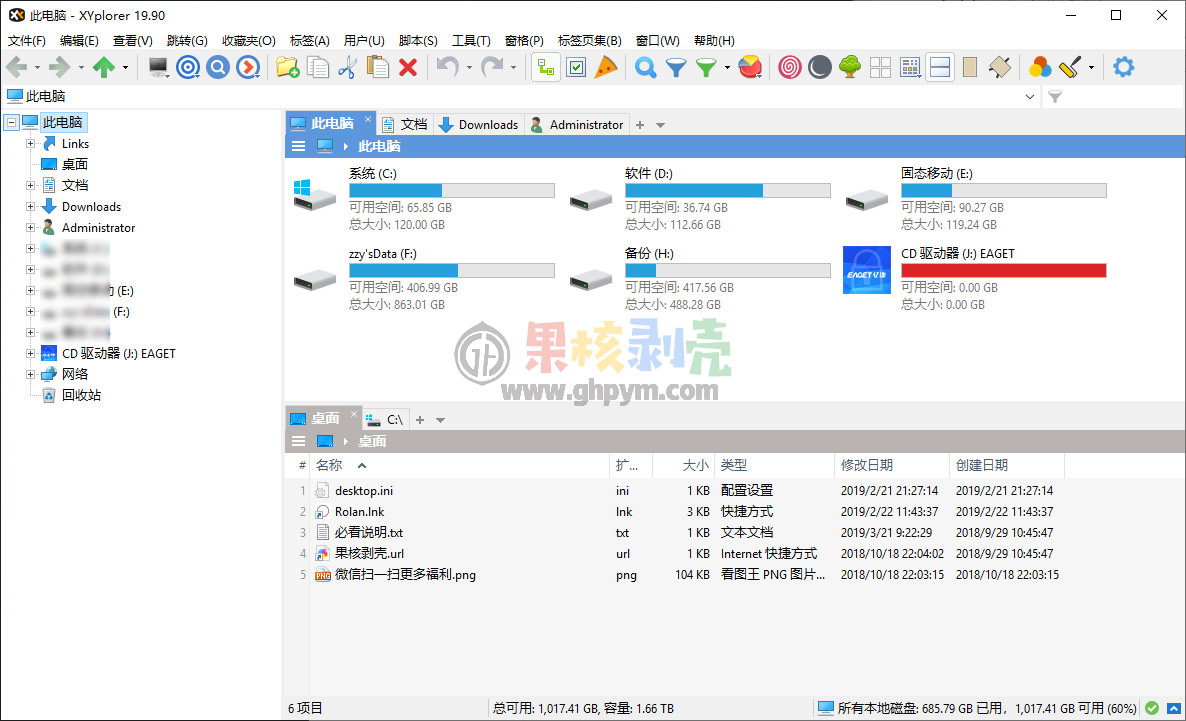 此电脑 - XYplorer 19.90
文件(F) 编辑(E) 查看(V) 跳转(G) 收藏夹(O) 标签(A) 用户(U) 脚本(S) 工具(T) 窗格(P) 标签页集(B) 窗口(W) 帮助(H)
此电脑
此电脑
Links
桌面
文档
Downloads
Administrator
(E:)
(F:)
CD 驱动器 (J:) EAGET
网络
回收站
此电脑 文档 Downloads Administrator
此电脑
系统 (C:)
可用空间: 65.85 GB
总大小: 120.00 GB
软件 (D:)
可用空间: 36.74 GB
总大小: 112.66 GB
固态移动 (E:)
可用空间: 90.27 GB
总大小: 119.24 GB
zzy'sData (F:)
可用空间: 406.99 GB
总大小: 863.01 GB
备份 (H:)
可用空间: 417.56 GB
总大小: 488.28 GB
EAGET 亿捷
CD 驱动器 (J:) EAGET
可用空间: 0.00 GB
总大小: 0.00 GB
果核剥壳
www.ghpym.com
桌面 C:\
桌面
# 名称 扩... 大小 类型 修改日期 创建日期
1 desktop.ini ini 1 KB 配置设置 2019/2/21 21:27:14 2019/2/21 21:27:14
2 Rolan.lnk lnk 3 KB 快捷方式 2019/2/22 11:43:37 2019/2/22 11:43:37
3 必看说明.txt txt 1 KB 文本文档 2019/3/21 9:22:29 2018/9/29 10:45:47
4 果核剥壳.url url 1 KB Internet 快捷方式 2018/10/18 22:04:02 2018/9/29 10:45:47
5 PNG 微信扫一扫更多福利.png png 104 KB 看图王 PNG 图片... 2018/10/18 22:03:15 2018/10/18 22:03:15
6 项目 总可用: 1,017.41 GB, 容量: 1.66 TB 所有本地磁盘: 685.79 GB 已用，1,017.41 GB 可用 (60%)